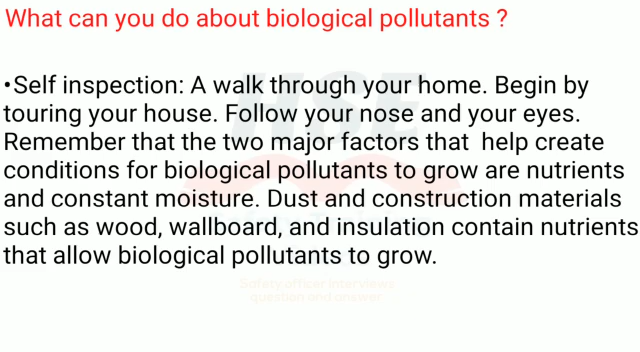 What can you do about biological pollutants ?
•Self inspection: A walk through your home. Begin by
touring your house. Follow your nose and your eyes.
Remember that the two major factors that help create
conditions for biological pollutants to grow are nutrients
and constant moisture. Dust and construction materials
such as wood, wallboard, and insulation contain nutrients
that allow biological pollutants to grow.
HSE
Safety officer interviews
question and answer